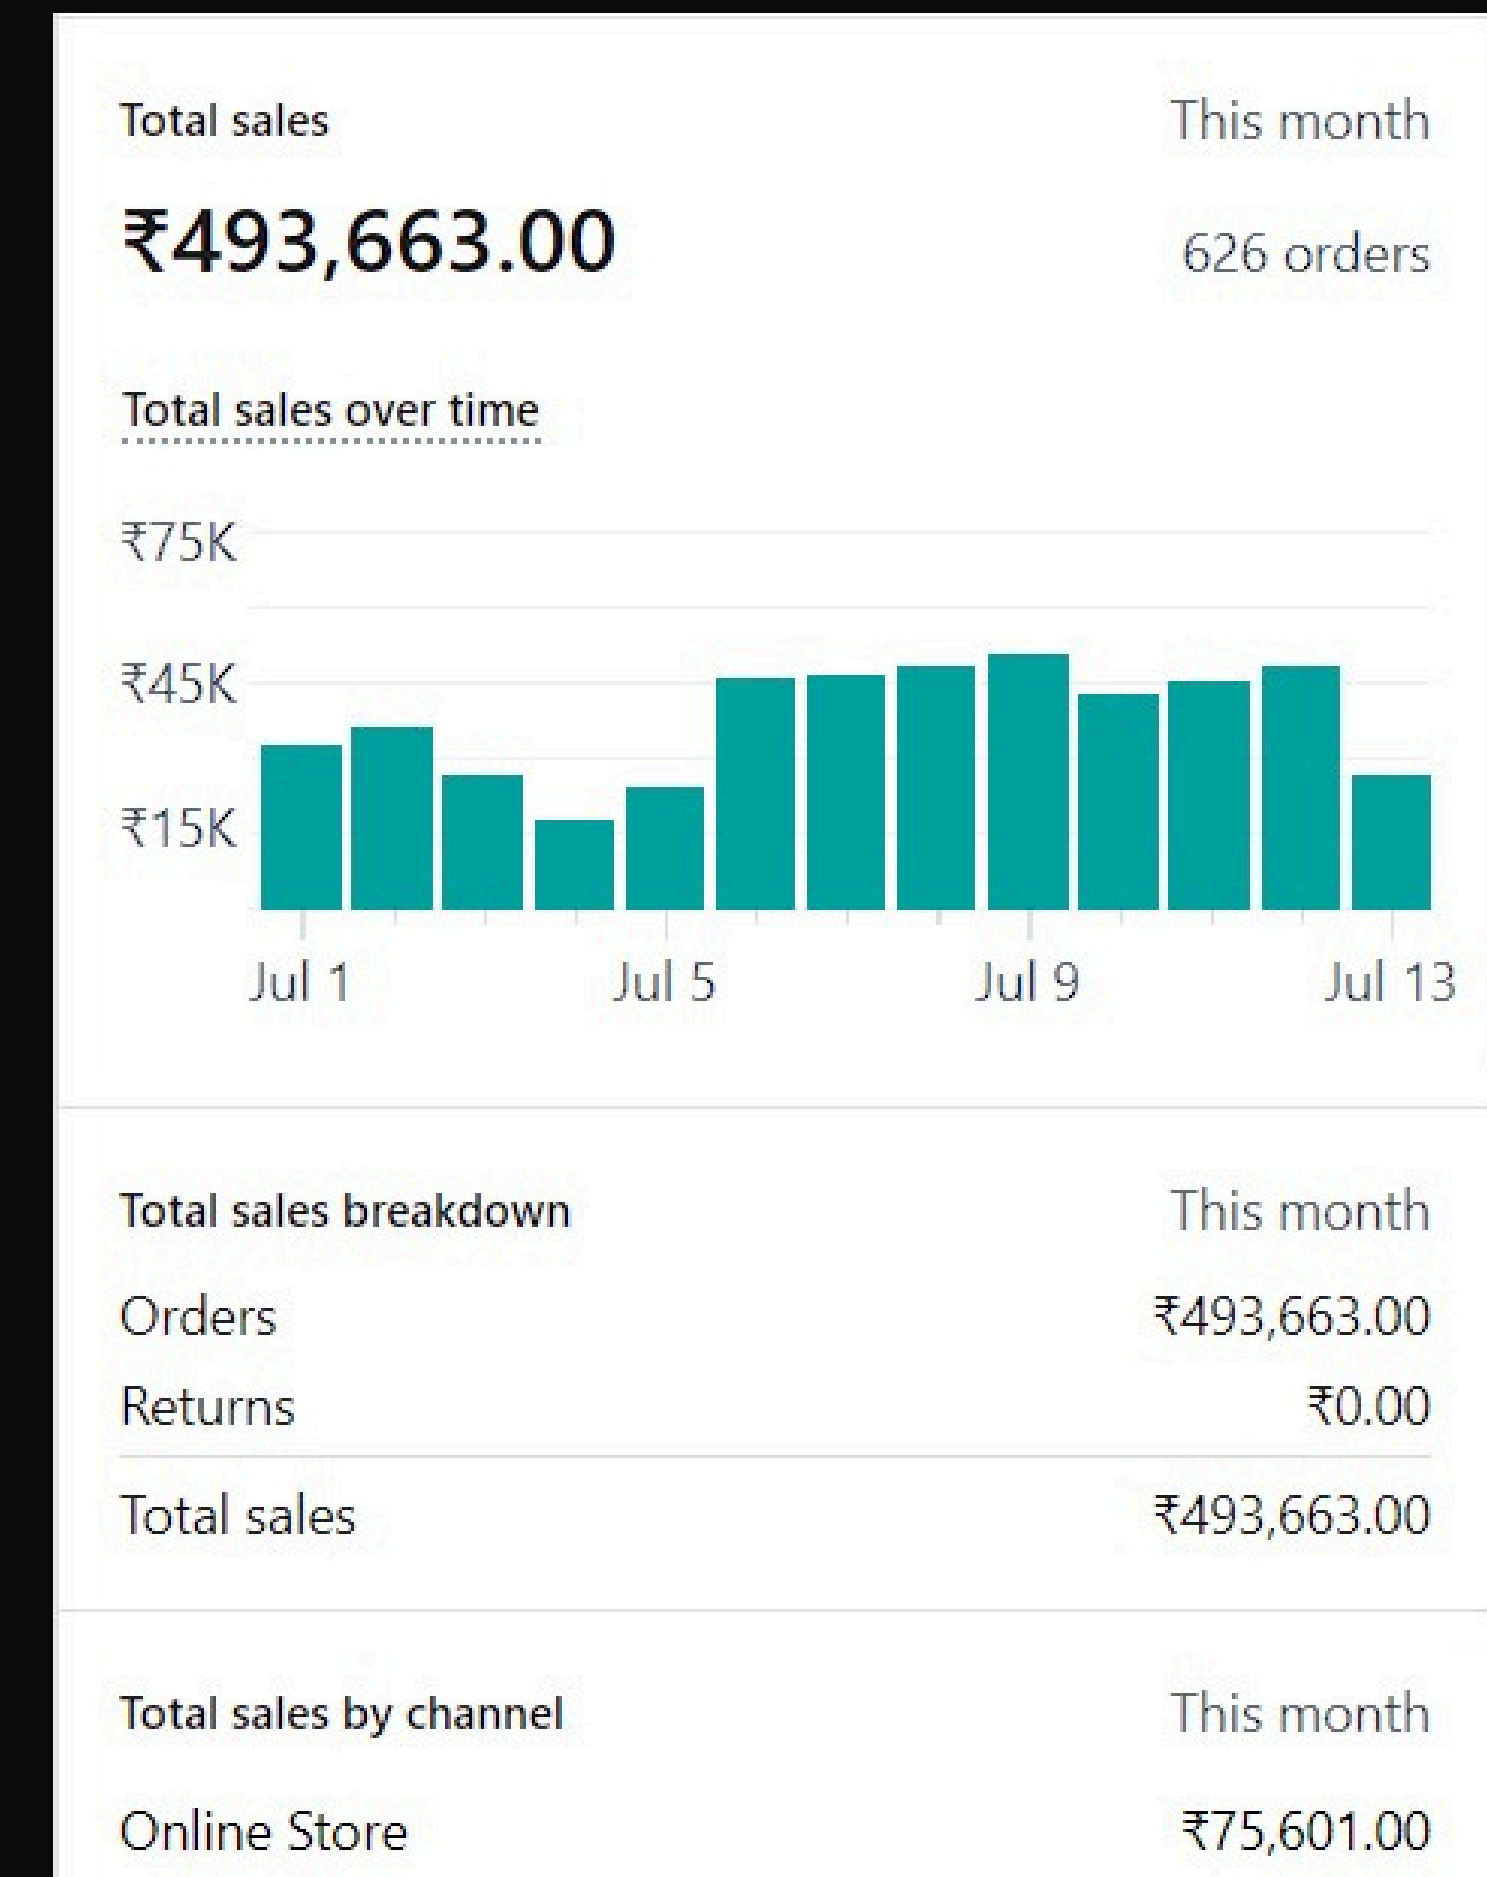 Total sales This month
₹493,663.00 626 orders
Total sales over time
₹75K
₹45K
₹15K
Jul 1 Jul 5 Jul 9 Jul 13
Total sales breakdown This month
Orders ₹493,663.00
Returns ₹0.00
Total sales ₹493,663.00
Total sales by channel This month
Online Store ₹75,601.00